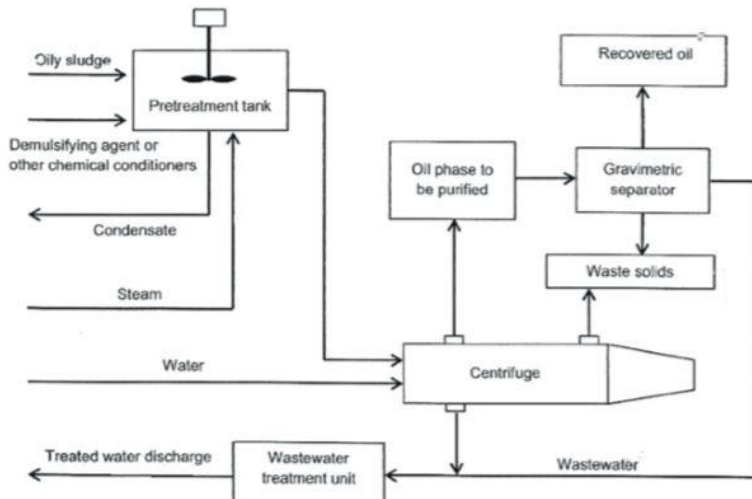 Oily sludge
Pretreatment tank
Demulsifying agent or
other chemical conditioners
Condensate
Steam
Water
Recovered oil
Oil phase to
be purified
Gravimetric
separator
Waste solids
Centrifuge
Treated water discharge
Wastewater
treatment unit
Wastewater